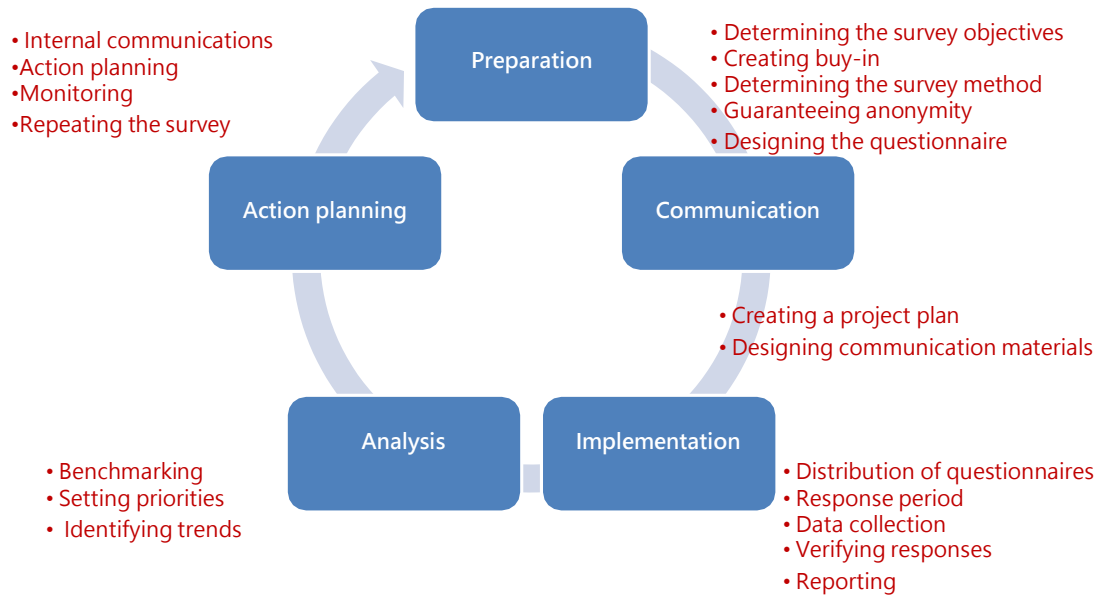 Preparation
• Determining the survey objectives
• Creating buy-in
• Determining the survey method
• Guaranteeing anonymity
• Designing the questionnaire
Communication
• Creating a project plan
• Designing communication materials
Implementation
• Distribution of questionnaires
• Response period
• Data collection
• Verifying responses
• Reporting
Analysis
• Benchmarking
• Setting priorities
• Identifying trends
Action planning
• Internal communications
•Action planning
•Monitoring
•Repeating the survey